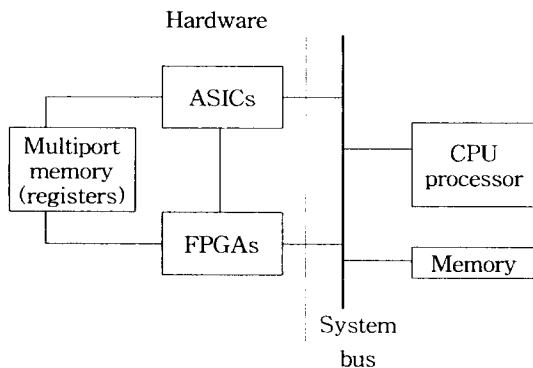 Hardware
ASICs
Multiport
memory
(registers)
FPGAs
CPU
processor
Memory
System
bus